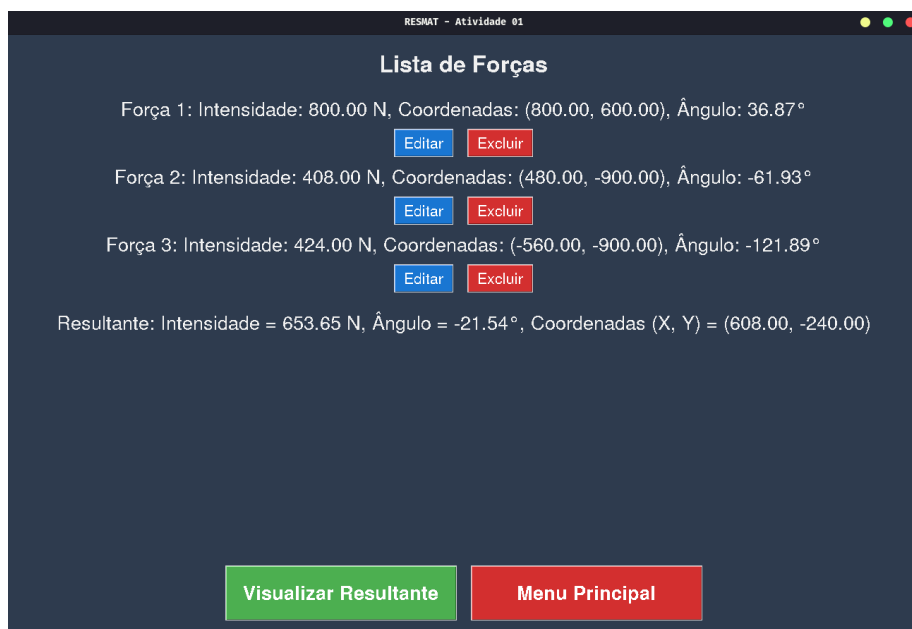 RESMAT - Atividade 01
Lista de Forças
Força 1: Intensidade: 800.00 N, Coordenadas: (800.00, 600.00), Ângulo: 36.87°
Editar Excluir
Força 2: Intensidade: 408.00 N, Coordenadas: (480.00, -900.00), Ângulo: -61.93°
Editar Excluir
Força 3: Intensidade: 424.00 N, Coordenadas: (-560.00, -900.00), Ângulo: -121.89°
Editar Excluir
Resultante: Intensidade = 653.65 N, Ângulo = -21.54°, Coordenadas (X, Y) = (608.00, -240.00)
Visualizar Resultante Menu Principal